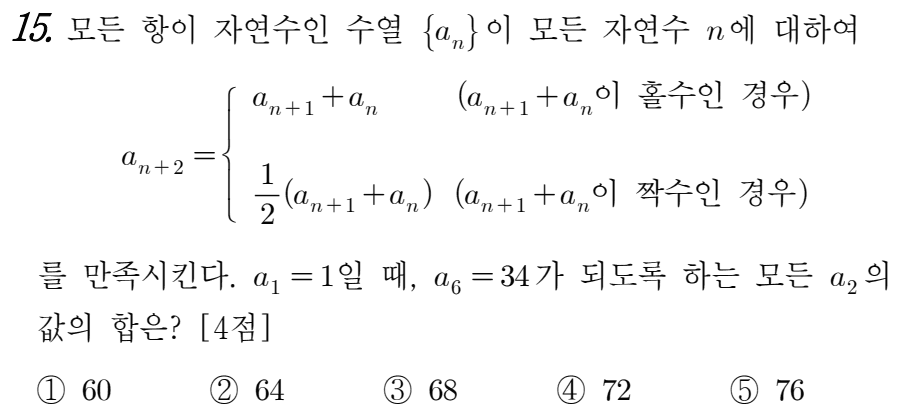 15. 모든 항이 자연수인 수열 {aₙ}이 모든 자연수 n에 대하여
aₙ₊₂ = { aₙ₊₁ + aₙ (aₙ₊₁ + aₙ이 홀수인 경우)
1/2(aₙ₊₁ + aₙ) (aₙ₊₁ + aₙ이 짝수인 경우)
를 만족시킨다. a₁ = 1일 때, a₆ = 34가 되도록 하는 모든 a₂의
값의 합은? [4점]
① 60 ② 64 ③ 68 ④ 72 ⑤ 76